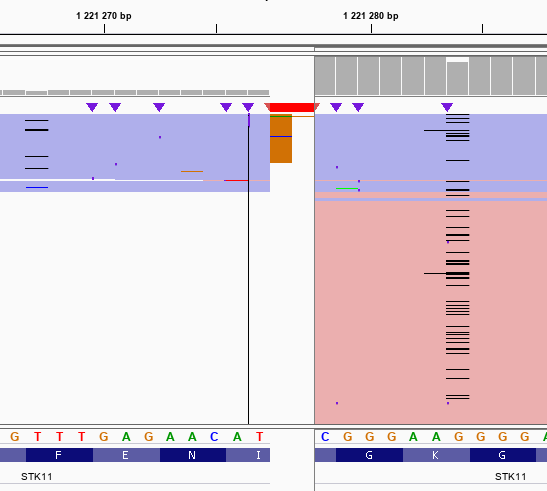 1 221 270 bp 1 221 280 bp
G T T T G A G A A C A T C G G G A A G G G G A
F E N I G K G
STK11 STK11